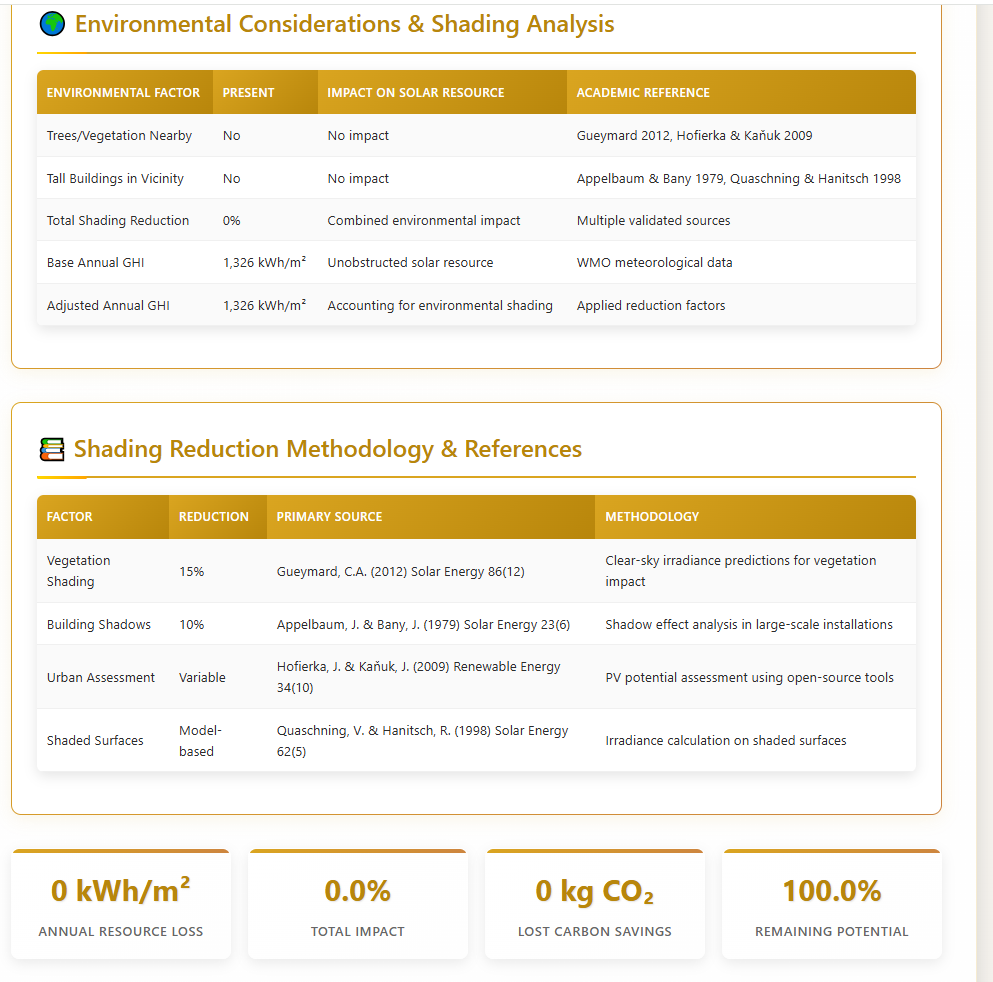 Environmental Considerations & Shading Analysis
ENVIRONMENTAL FACTOR PRESENT IMPACT ON SOLAR RESOURCE ACADEMIC REFERENCE
Trees/Vegetation Nearby No No impact Gueymard 2012, Hofierka & Kaňuk 2009
Tall Buildings in Vicinity No No impact Appelbaum & Bany 1979, Quaschning & Hanitsch 1998
Total Shading Reduction 0% Combined environmental impact Multiple validated sources
Base Annual GHI 1,326 kWh/m² Unobstructed solar resource WMO meteorological data
Adjusted Annual GHI 1,326 kWh/m² Accounting for environmental shading Applied reduction factors
Shading Reduction Methodology & References
FACTOR REDUCTION PRIMARY SOURCE METHODOLOGY
Vegetation
Shading
15%
Gueymard, C.A. (2012) Solar Energy 86(12)
Clear-sky irradiance predictions for vegetation
impact
Building Shadows 10% Appelbaum, J. & Bany, J. (1979) Solar Energy 23(6) Shadow effect analysis in large-scale installations
Urban Assessment Variable
Hofierka, J. & Kaňuk, J. (2009) Renewable Energy
34(10)
PV potential assessment using open-source tools
Shaded Surfaces
Model-
based
Quaschning, V. & Hanitsch, R. (1998) Solar Energy
62(5)
Irradiance calculation on shaded surfaces
0 kWh/m²
ANNUAL RESOURCE LOSS
0.0%
TOTAL IMPACT
0 kg CO₂
LOST CARBON SAVINGS
100.0%
REMAINING POTENTIAL